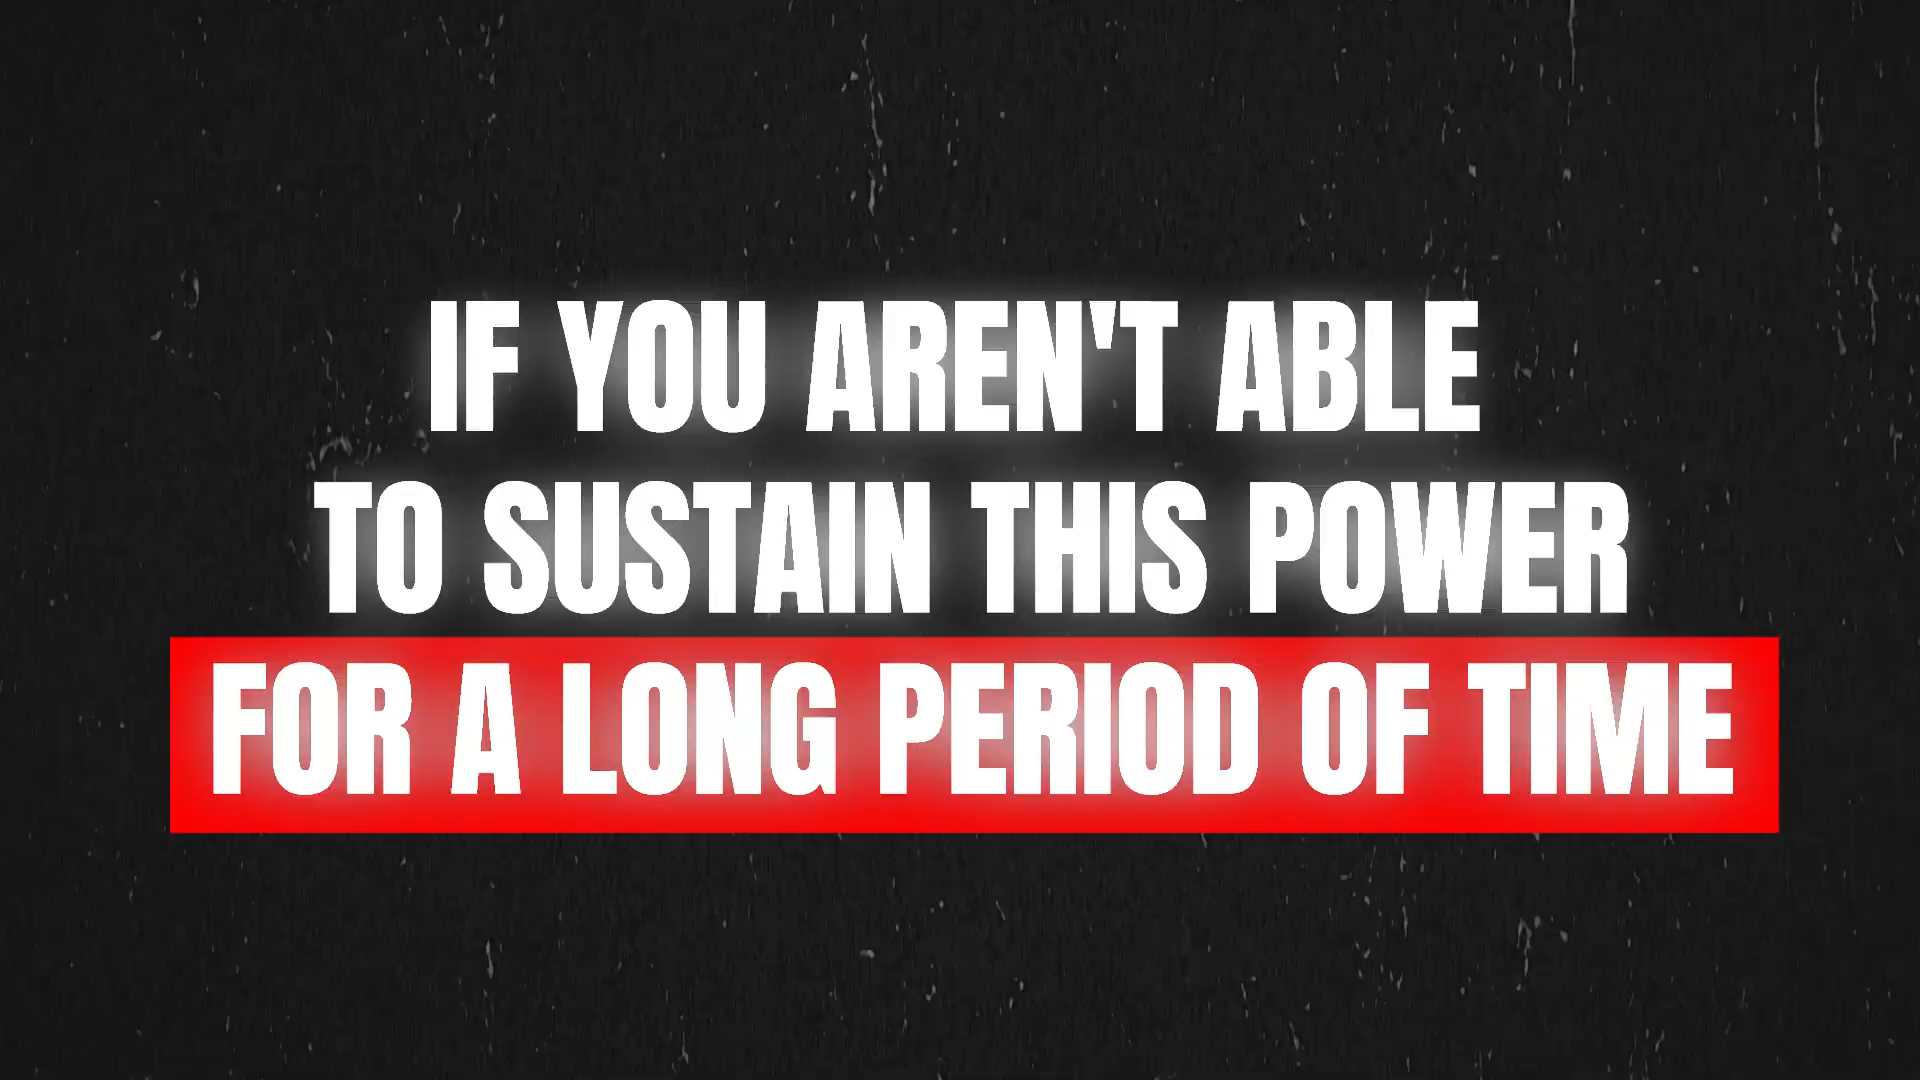 IF YOU AREN'T ABLE
TO SUSTAIN THIS POWER
FOR A LONG PERIOD OF TIME